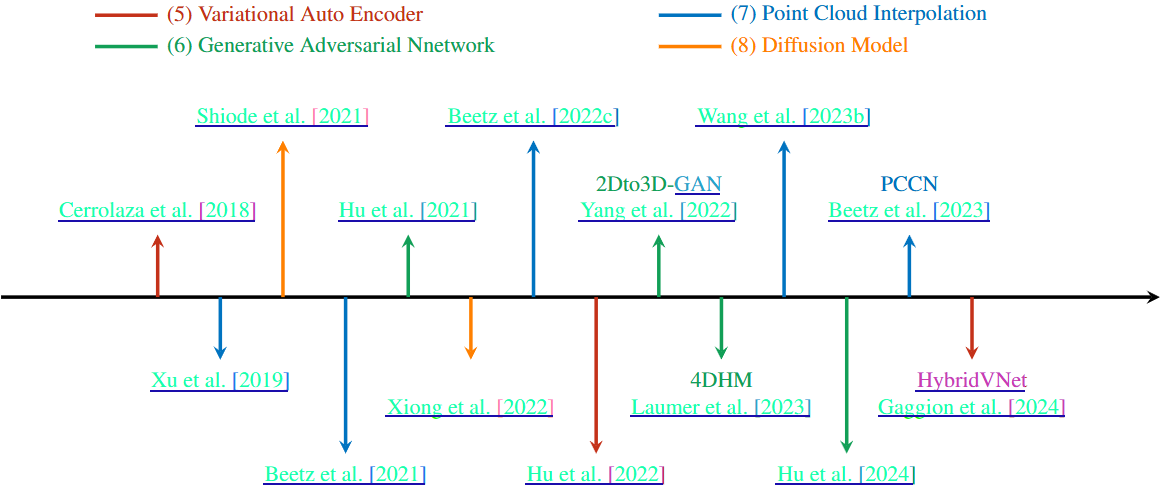 (5) Variational Auto Encoder
(7) Point Cloud Interpolation
(6) Generative Adversarial Nnetwork
(8) Diffusion Model
Shiode et al. [2021]
Beetz et al. [2022c]
Wang et al. [2023b]
2Dto3D-GAN
PCCN
Cerrolaza et al. [2018]
Hu et al. [2021]
Yang et al. [2022]
Beetz et al. [2023]
Xu et al. [2019]
4DHM
HybridVNet
Xiong et al. [2022]
Laumer et al. [2023]
Gaggion et al. [2024]
Beetz et al. [2021]
Hu et al. [2022]
Hu et al. [2024]